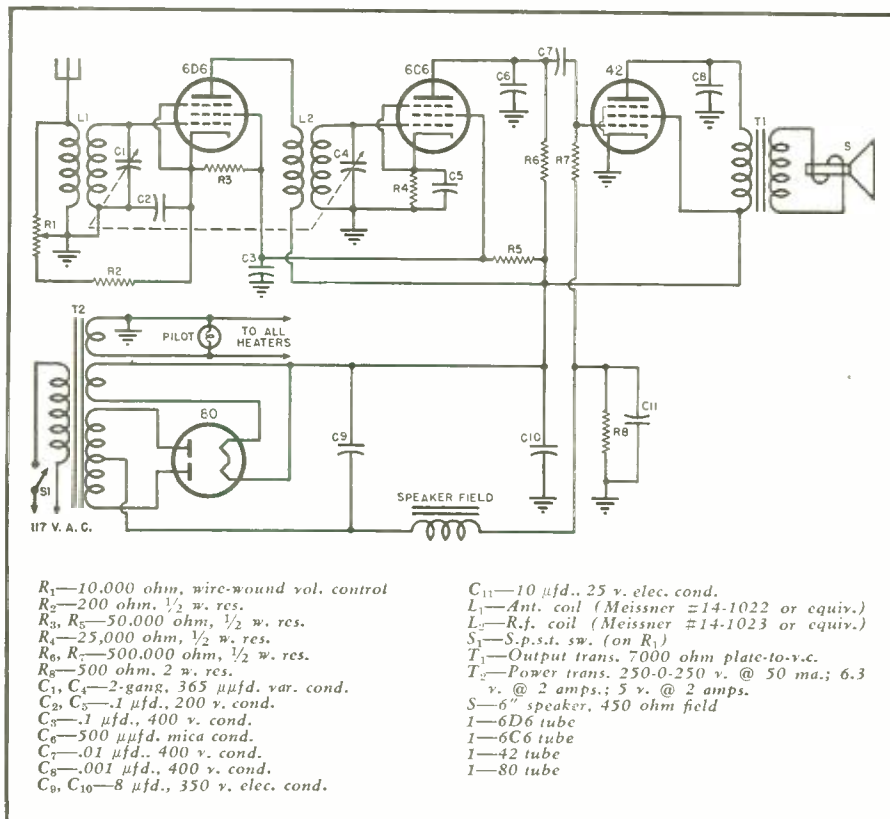 C7
6D6
6C6
C6
42
C8
L1
L2
T1
C1
C4
S
R3
R4
C5
R6
R7
C2
R1
C3
R5
R2
T2
PILOT
TO ALL
HEATERS
80
C9
C10
R8
C11
S1
SPEAKER FIELD
117 V. A. C.
R₁—10,000 ohm, wire-wound vol. control
R₂—200 ohm, ½ w. res.
R₃, R₅—50,000 ohm, ½ w. res.
R₄—25,000 ohm, ½ w. res.
R₆, R₇—500,000 ohm, ½ w. res.
R₈—500 ohm, 2 w. res.
C₁, C₄—2-gang, 365 µµfd. var. cond.
C₂, C₅—.1 µfd., 200 v. cond.
C₃—.1 µfd., 400 v. cond.
C₆—500 µµfd. mica cond.
C₇—.01 µfd., 400 v. cond.
C₈—.001 µfd., 400 v. cond.
C₉, C₁₀—8 µfd., 350 v. elec. cond.
C₁₁—10 µfd., 25 v. elec. cond.
L₁—Ant. coil (Meissner #14-1022 or equiv.)
L₂—R.f. coil (Meissner #14-1023 or equiv.)
S₁—S.p.s.t. sw. (on R₁)
T₁—Output trans. 7000 ohm plate-to-v.c.
T₂—Power trans. 250-0-250 v. @ 50 ma.; 6.3
v. @ 2 amps.; 5 v. @ 2 amps.
S—6" speaker, 450 ohm field
1—6D6 tube
1—6C6 tube
1—42 tube
1—80 tube